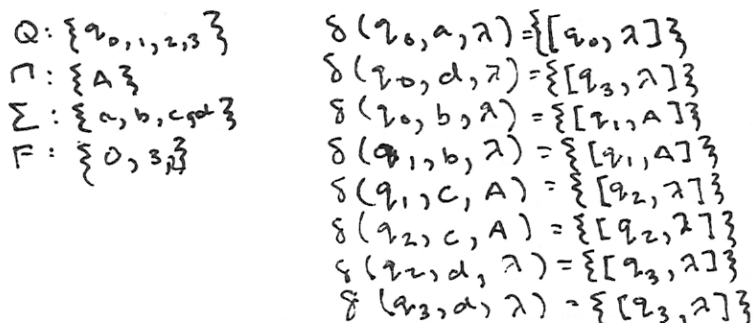 Q: {q₀,₁,₂,₃}
Γ: {A}
Σ: {a, b, c, d}
F: {0, 3}
δ(q₀, a, λ) = {[q₀, λ]}
δ(q₀, d, λ) = {[q₃, λ]}
δ(q₀, b, λ) = {[q₁, A]}
δ(q₁, b, λ) = {[q₁, A]}
δ(q₁, c, A) = {[q₂, λ]}
δ(q₂, c, A) = {[q₂, λ]}
δ(q₂, d, λ) = {[q₃, λ]}
δ(q₃, d, λ) = {[q₃, λ]}